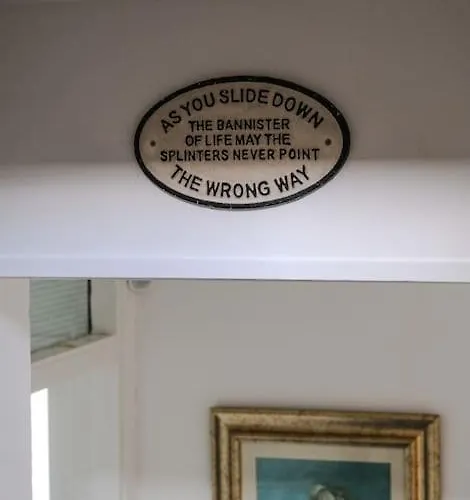 AS YOU SLIDE DOWN
THE BANNISTER
OF LIFE MAY THE
SPLINTERS NEVER POINT
THE WRONG WAY